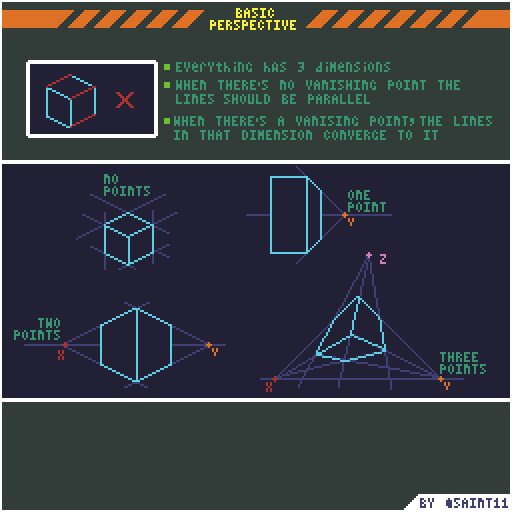 BASIC
PERSPECTIVE
EVERYTHING HAS 3 DIMENSIONS
WHEN THERE'S NO VANISHING POINT THE
LINES SHOULD BE PARALLEL
WHEN THERE'S A VANISING POINT, THE LINES
IN THAT DIMENSION CONVERGE TO IT
NO
POINTS
ONE
POINT
Y
Z
TWO
POINTS
X
Y
THREE
POINTS
X
Y
BY @SAINT11